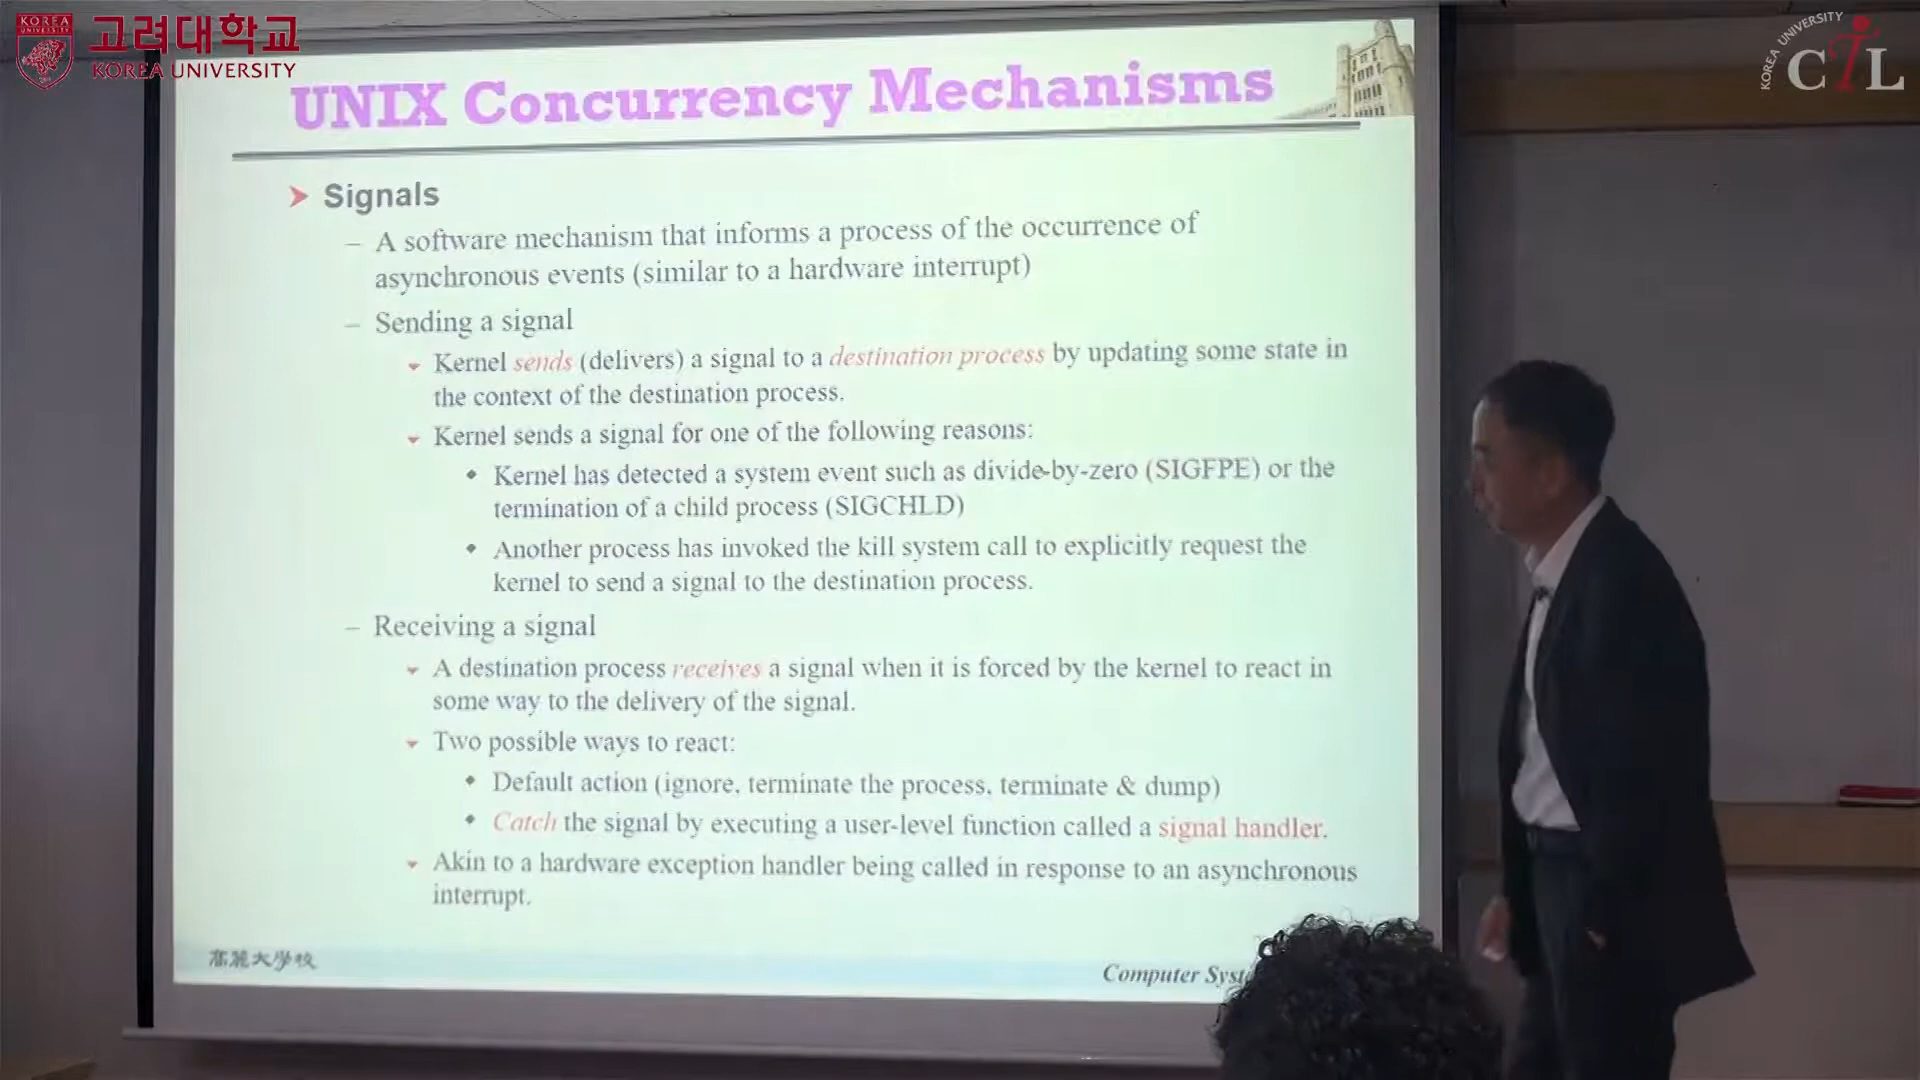 KOREA
UNIVERSITY
고려대학교
KOREA UNIVERSITY
KOREA UNIVERSITY
CTL
UNIX Concurrency Mechanisms
➤ Signals
– A software mechanism that informs a process of the occurrence of
asynchronous events (similar to a hardware interrupt)
– Sending a signal
Kernel sends (delivers) a signal to a destination process by updating some state in
the context of the destination process.
Kernel sends a signal for one of the following reasons:
• Kernel has detected a system event such as divide-by-zero (SIGFPE) or the
termination of a child process (SIGCHLD)
• Another process has invoked the kill system call to explicitly request the
kernel to send a signal to the destination process.
– Receiving a signal
A destination process receives a signal when it is forced by the kernel to react in
some way to the delivery of the signal.
Two possible ways to react:
• Default action (ignore, terminate the process, terminate & dump)
• Catch the signal by executing a user-level function called a signal handler.
Akin to a hardware exception handler being called in response to an asynchronous
interrupt.
高麗大學校
Computer